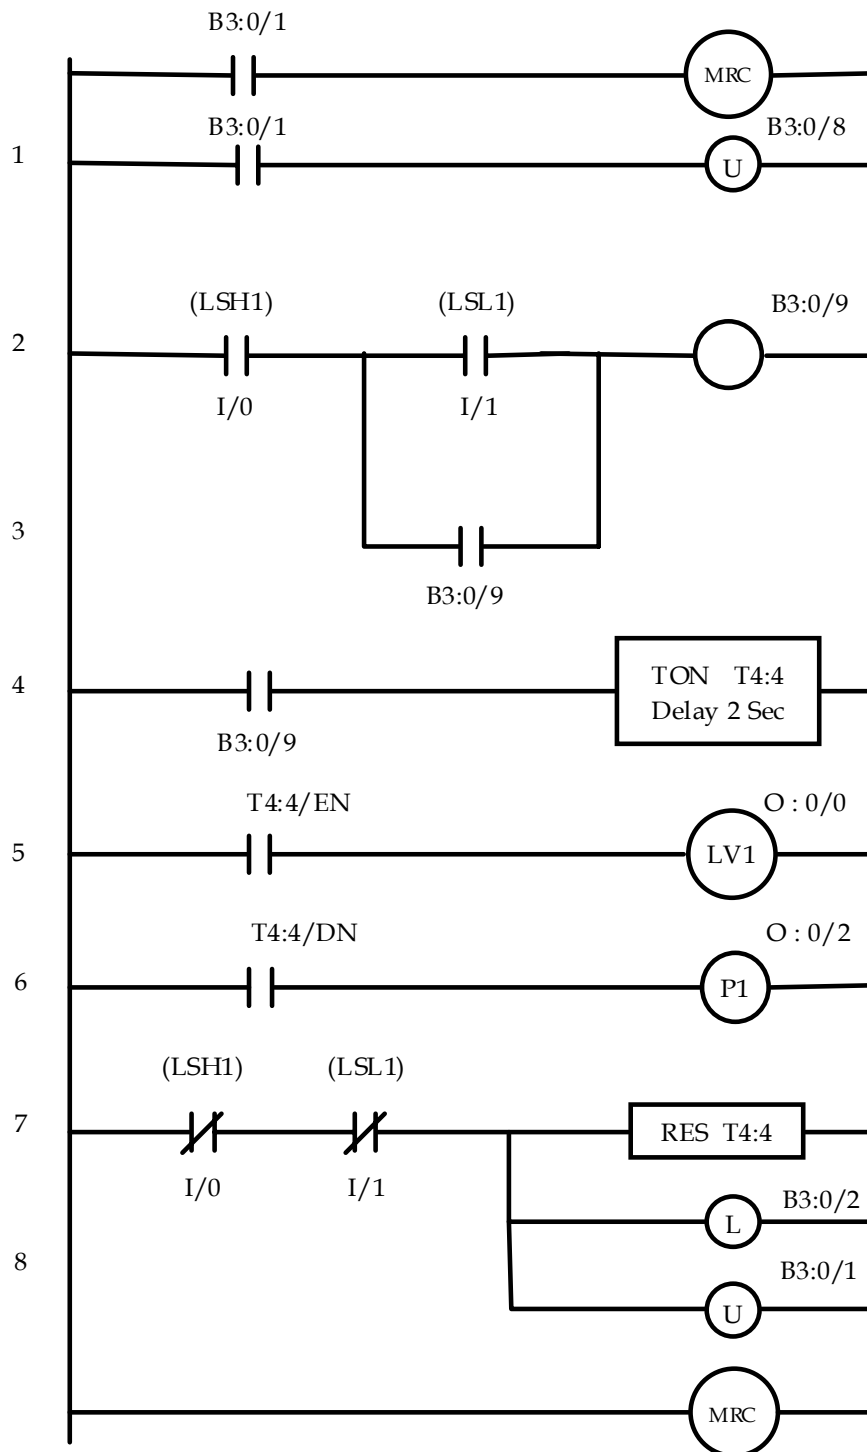 B3:0/1
MRC
B3:0/1
B3:0/8
1
U
(LSH1)
(LSL1)
B3:0/9
2
I/0
I/1
3
B3:0/9
4
TON T4:4
Delay 2 Sec
B3:0/9
T4:4/EN
O : 0/0
5
LV1
T4:4/DN
O : 0/2
6
P1
(LSH1)
(LSL1)
7
RES T4:4
I/0
I/1
B3:0/2
L
8
B3:0/1
U
MRC